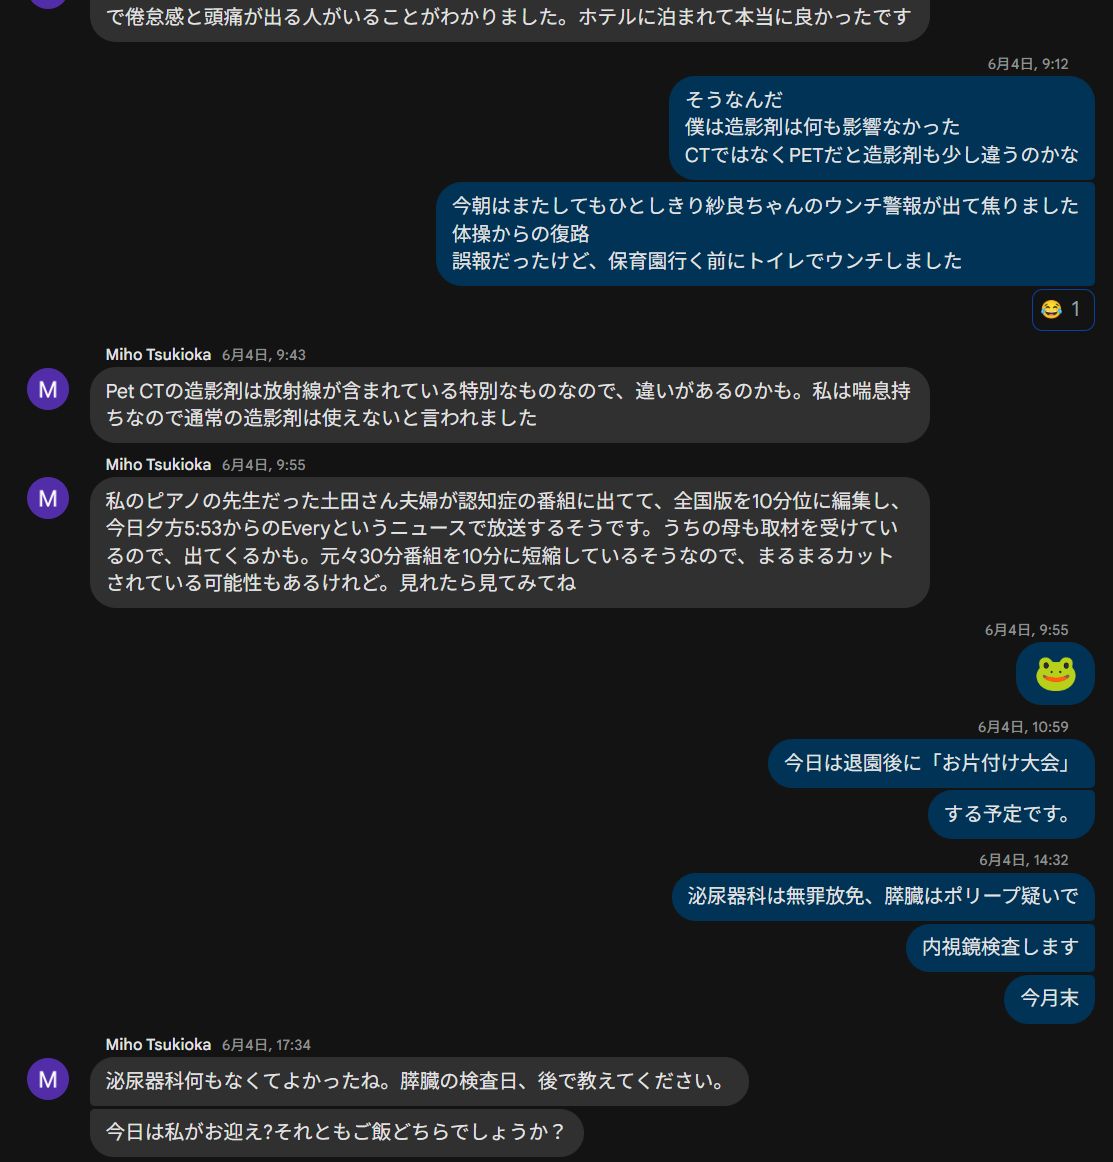 で倦怠感と頭痛が出る人がいることがわかりました。ホテルに泊まれて本当に良かったです
6月4日, 9:12
そうなんだ
僕は造影剤は何も影響なかった
CTではなくPETだと造影剤も少し違うのかな
今朝はまたしてもひとしきり紗良ちゃんのウンチ警報が出て焦りました
体操からの復路
誤報だったけど、保育園行く前にトイレでウンチしました
😂 1
Miho Tsukioka 6月4日, 9:43
M
Pet CTの造影剤は放射線が含まれている特別なものなので、違いがあるのかも。私は喘息持
ちなので通常の造影剤は使えないと言われました
Miho Tsukioka 6月4日, 9:55
M
私のピアノの先生だった土田さん夫婦が認知症の番組に出てて、全国版を10分位に編集し、
今日夕方5:53からのEveryというニュースで放送するそうです。うちの母も取材を受けてい
るので、出てくるかも。元々30分番組を10分に短縮しているそうなので、まるまるカット
されている可能性もあるけれど。見れたら見てみてね
6月4日, 9:55
🐸
6月4日, 10:59
今日は退園後に「お片付け大会」
する予定です。
6月4日, 14:32
泌尿器科は無罪放免、膵臓はポリープ疑いで
内視鏡検査します
今月末
Miho Tsukioka 6月4日, 17:34
M
泌尿器科何もなくてよかったね。膵臓の検査日、後で教えてください。
今日は私がお迎え?それともご飯どちらでしょうか？